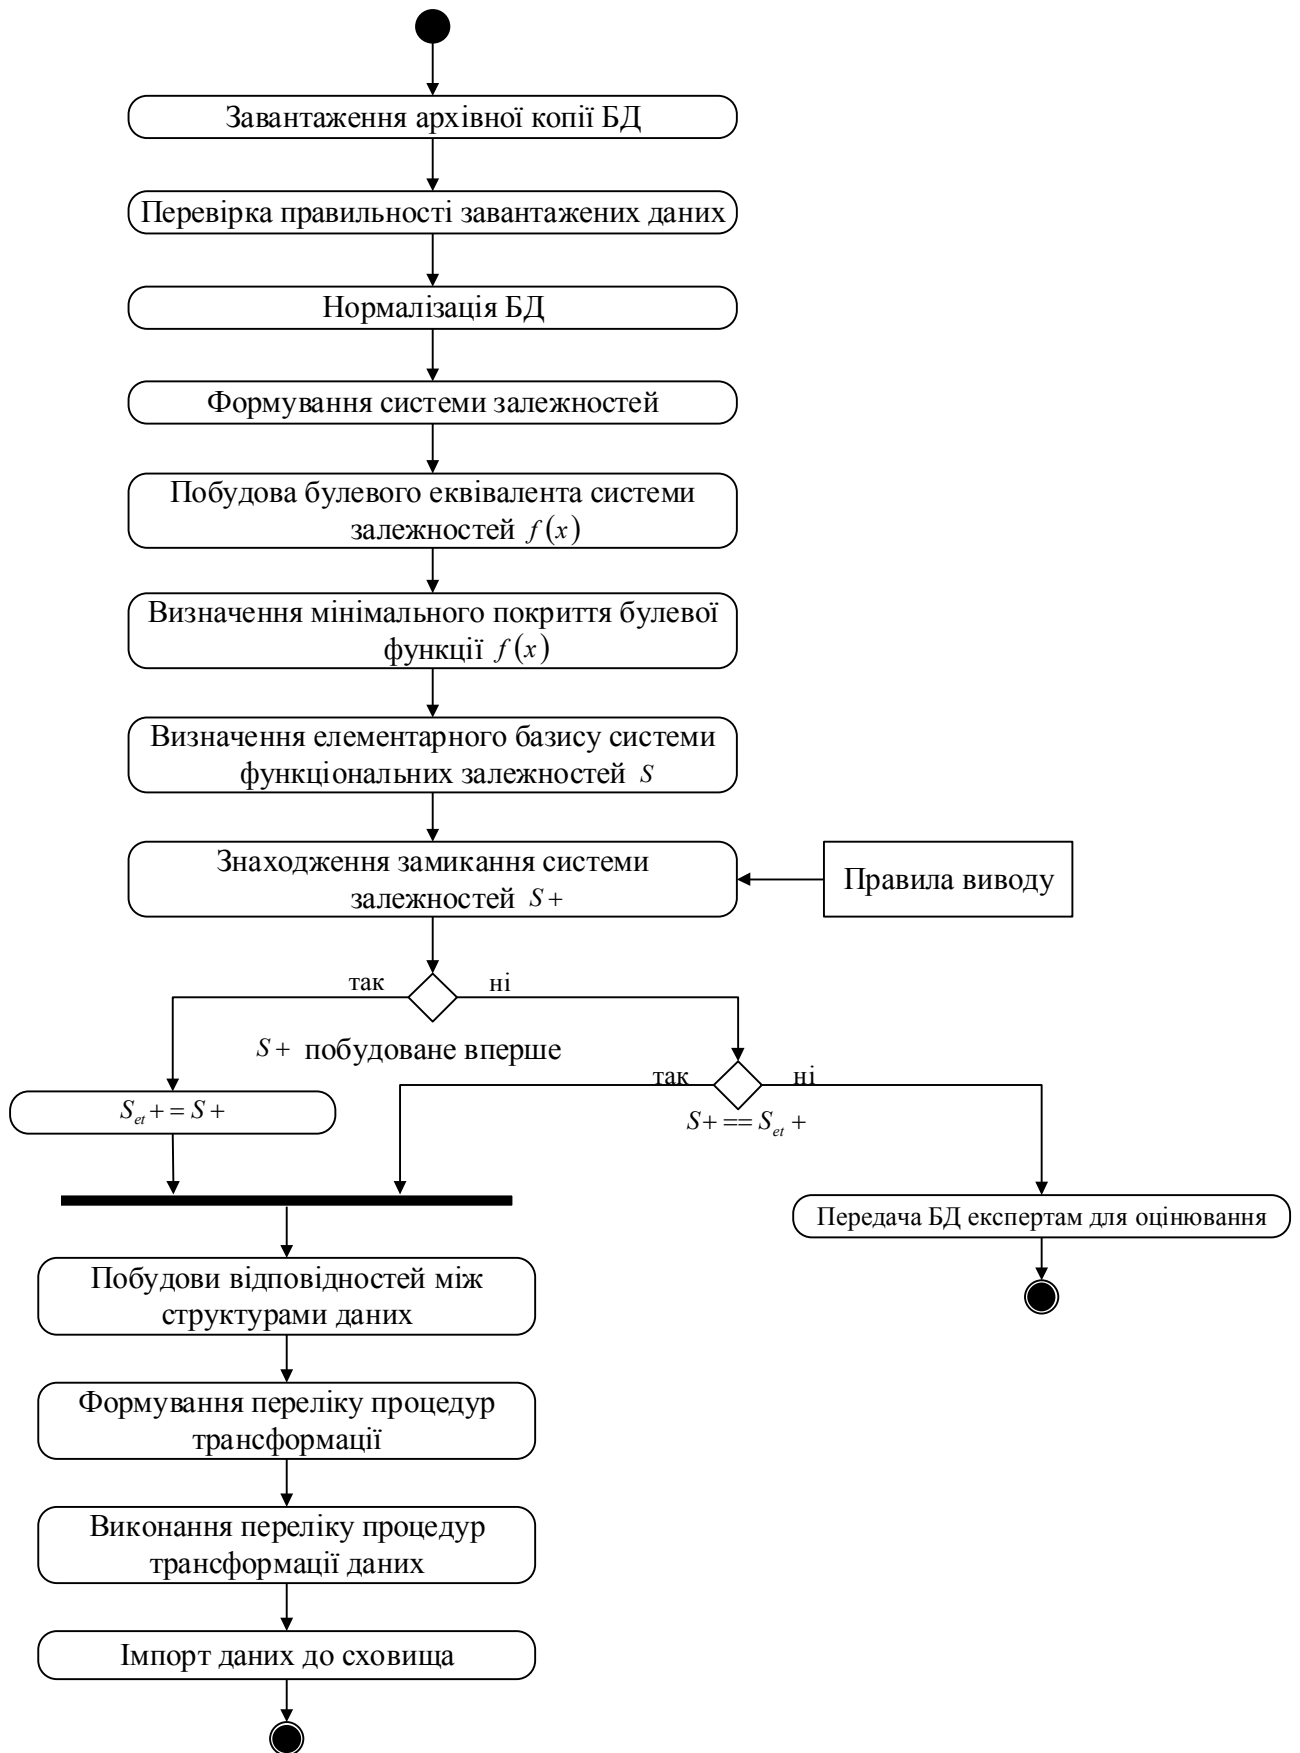 Завантаження архівної копії БД
Перевірка правильності завантажених даних
Нормалізація БД
Формування системи залежностей
Побудова булевого еквівалента системи
залежностей f(x)
Визначення мінімального покриття булевої
функції f(x)
Визначення елементарного базису системи
функціональних залежностей S
Знаходження замикання системи
залежностей S+
Правила виводу
так
ні
S+ побудоване вперше
так
ні
S_et+ = S+
S+ == S_et+
Передача БД експертам для оцінювання
Побудови відповідностей між
структурами даних
Формування переліку процедур
трансформації
Виконання переліку процедур
трансформації даних
Імпорт даних до сховища